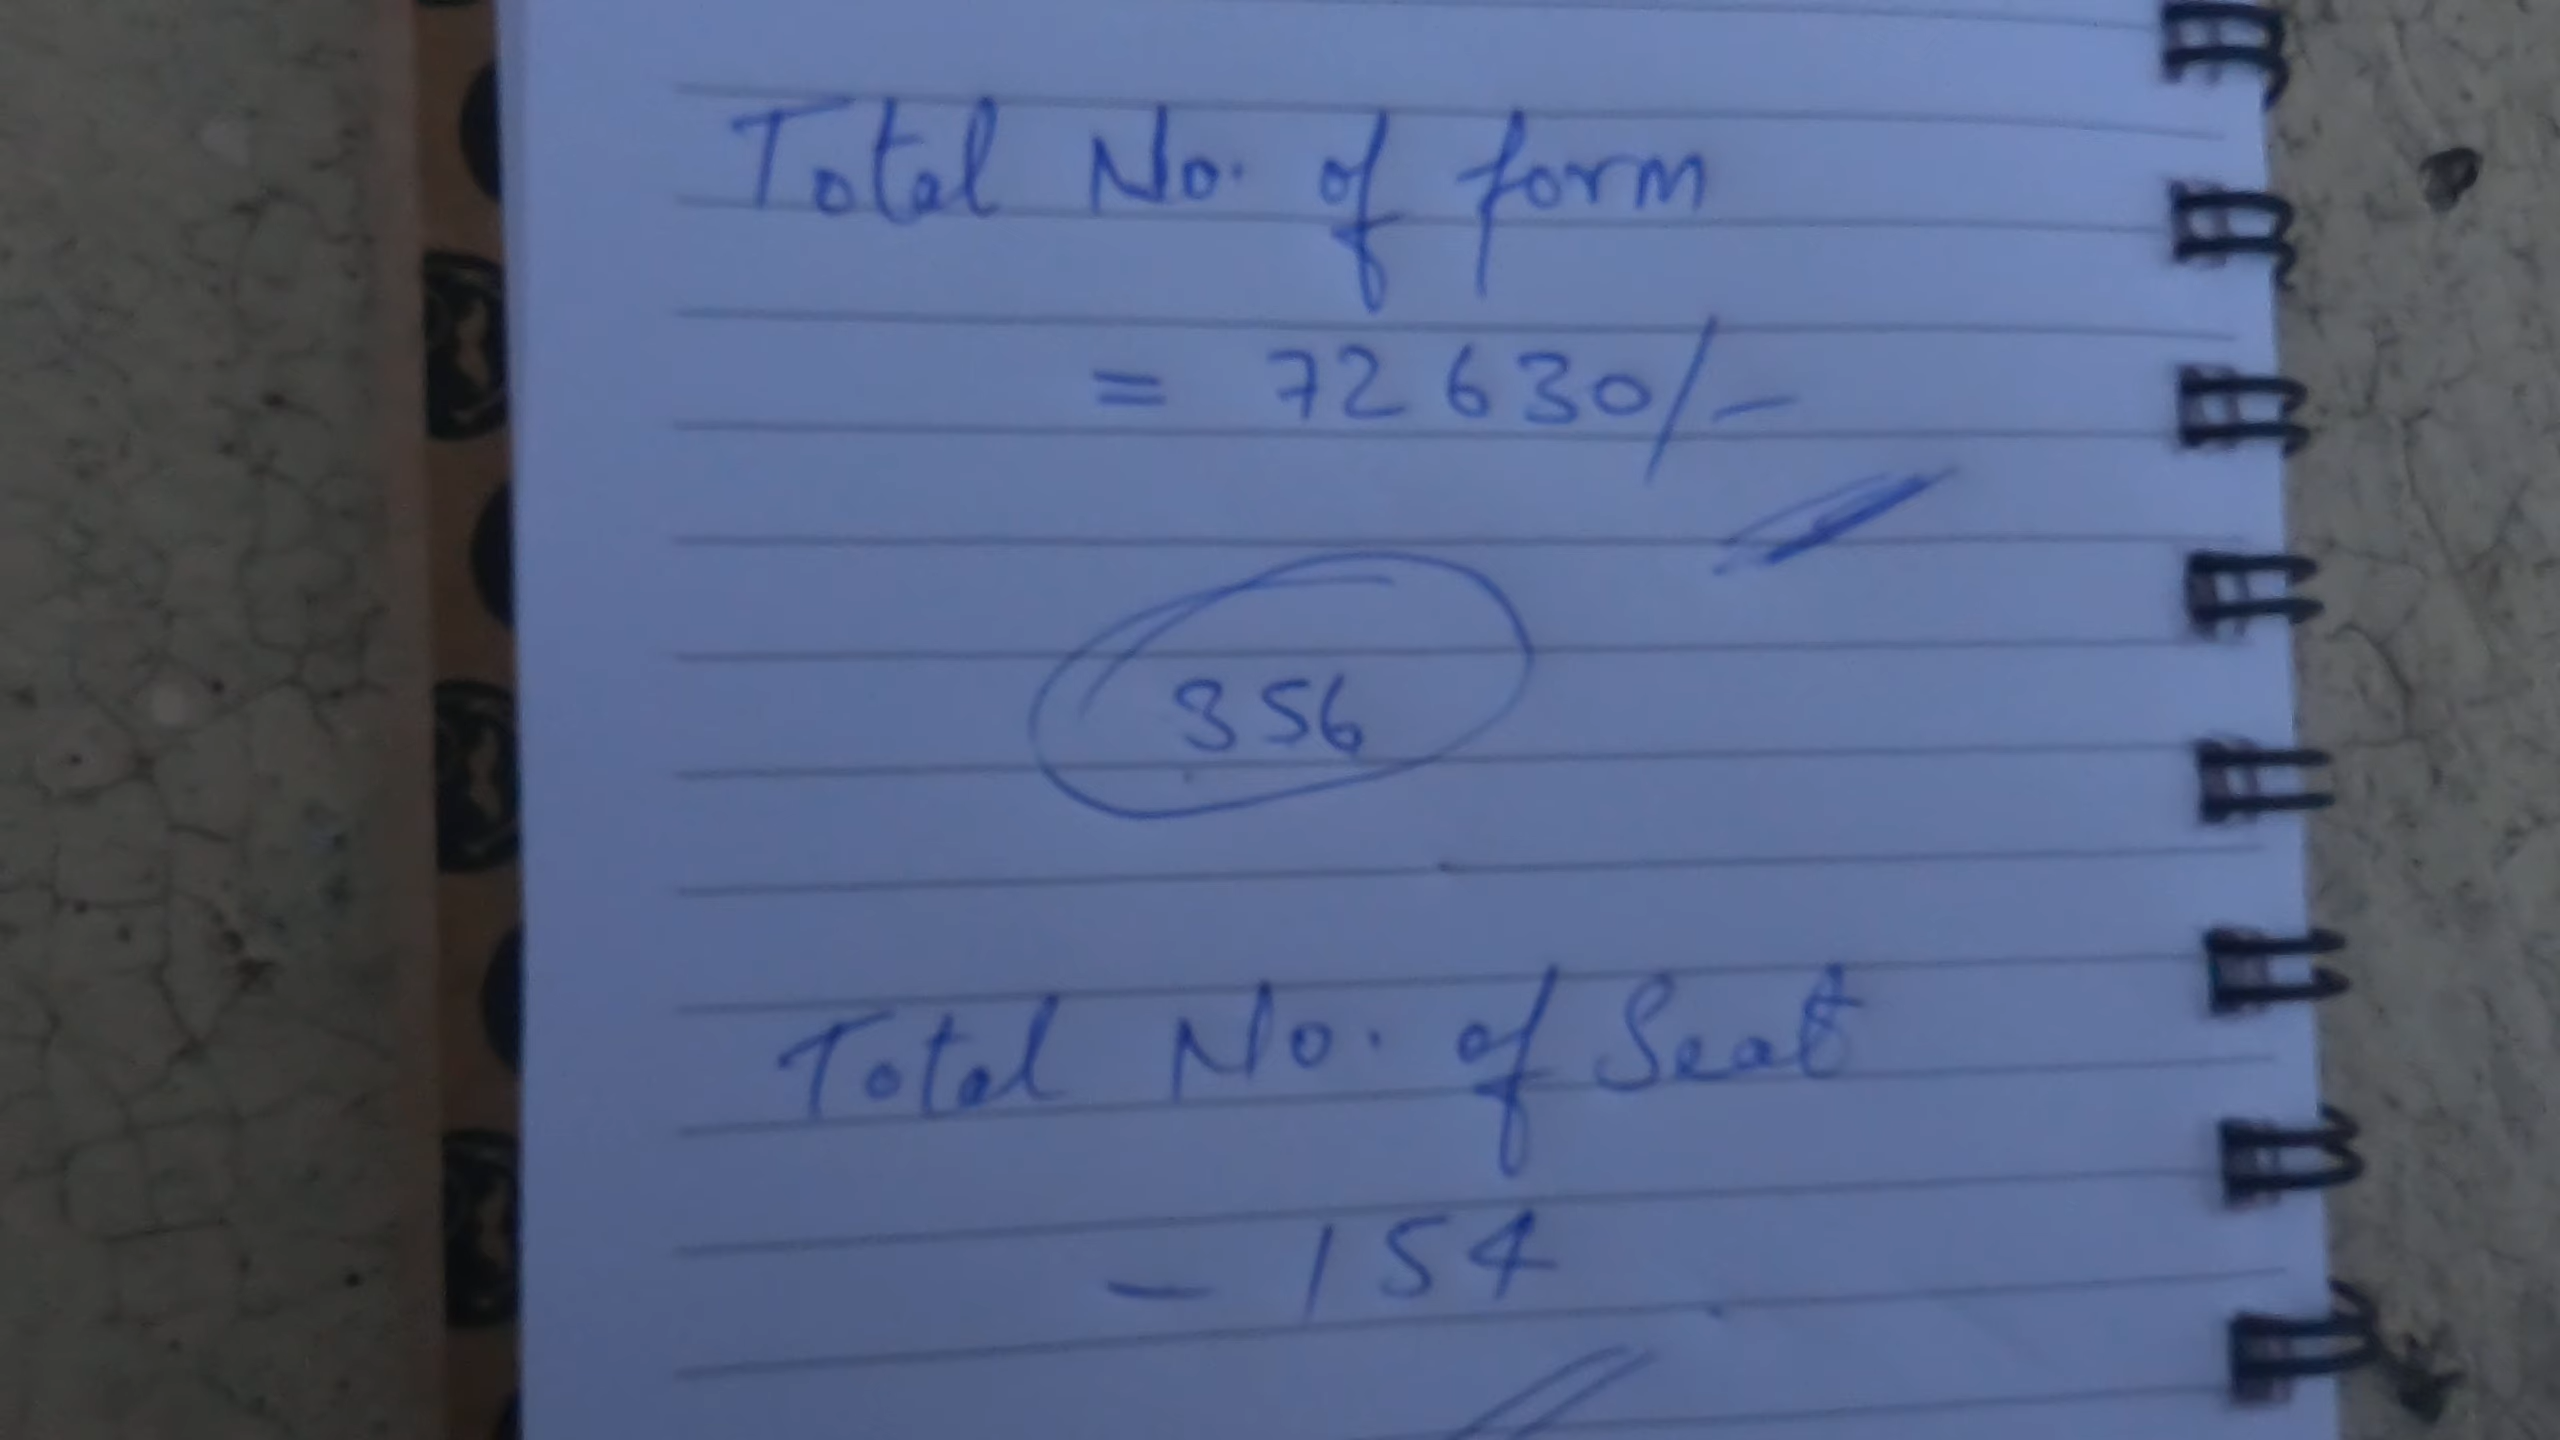 Total No. of form
= 72630/-
356
Total No. of Seat
- 154